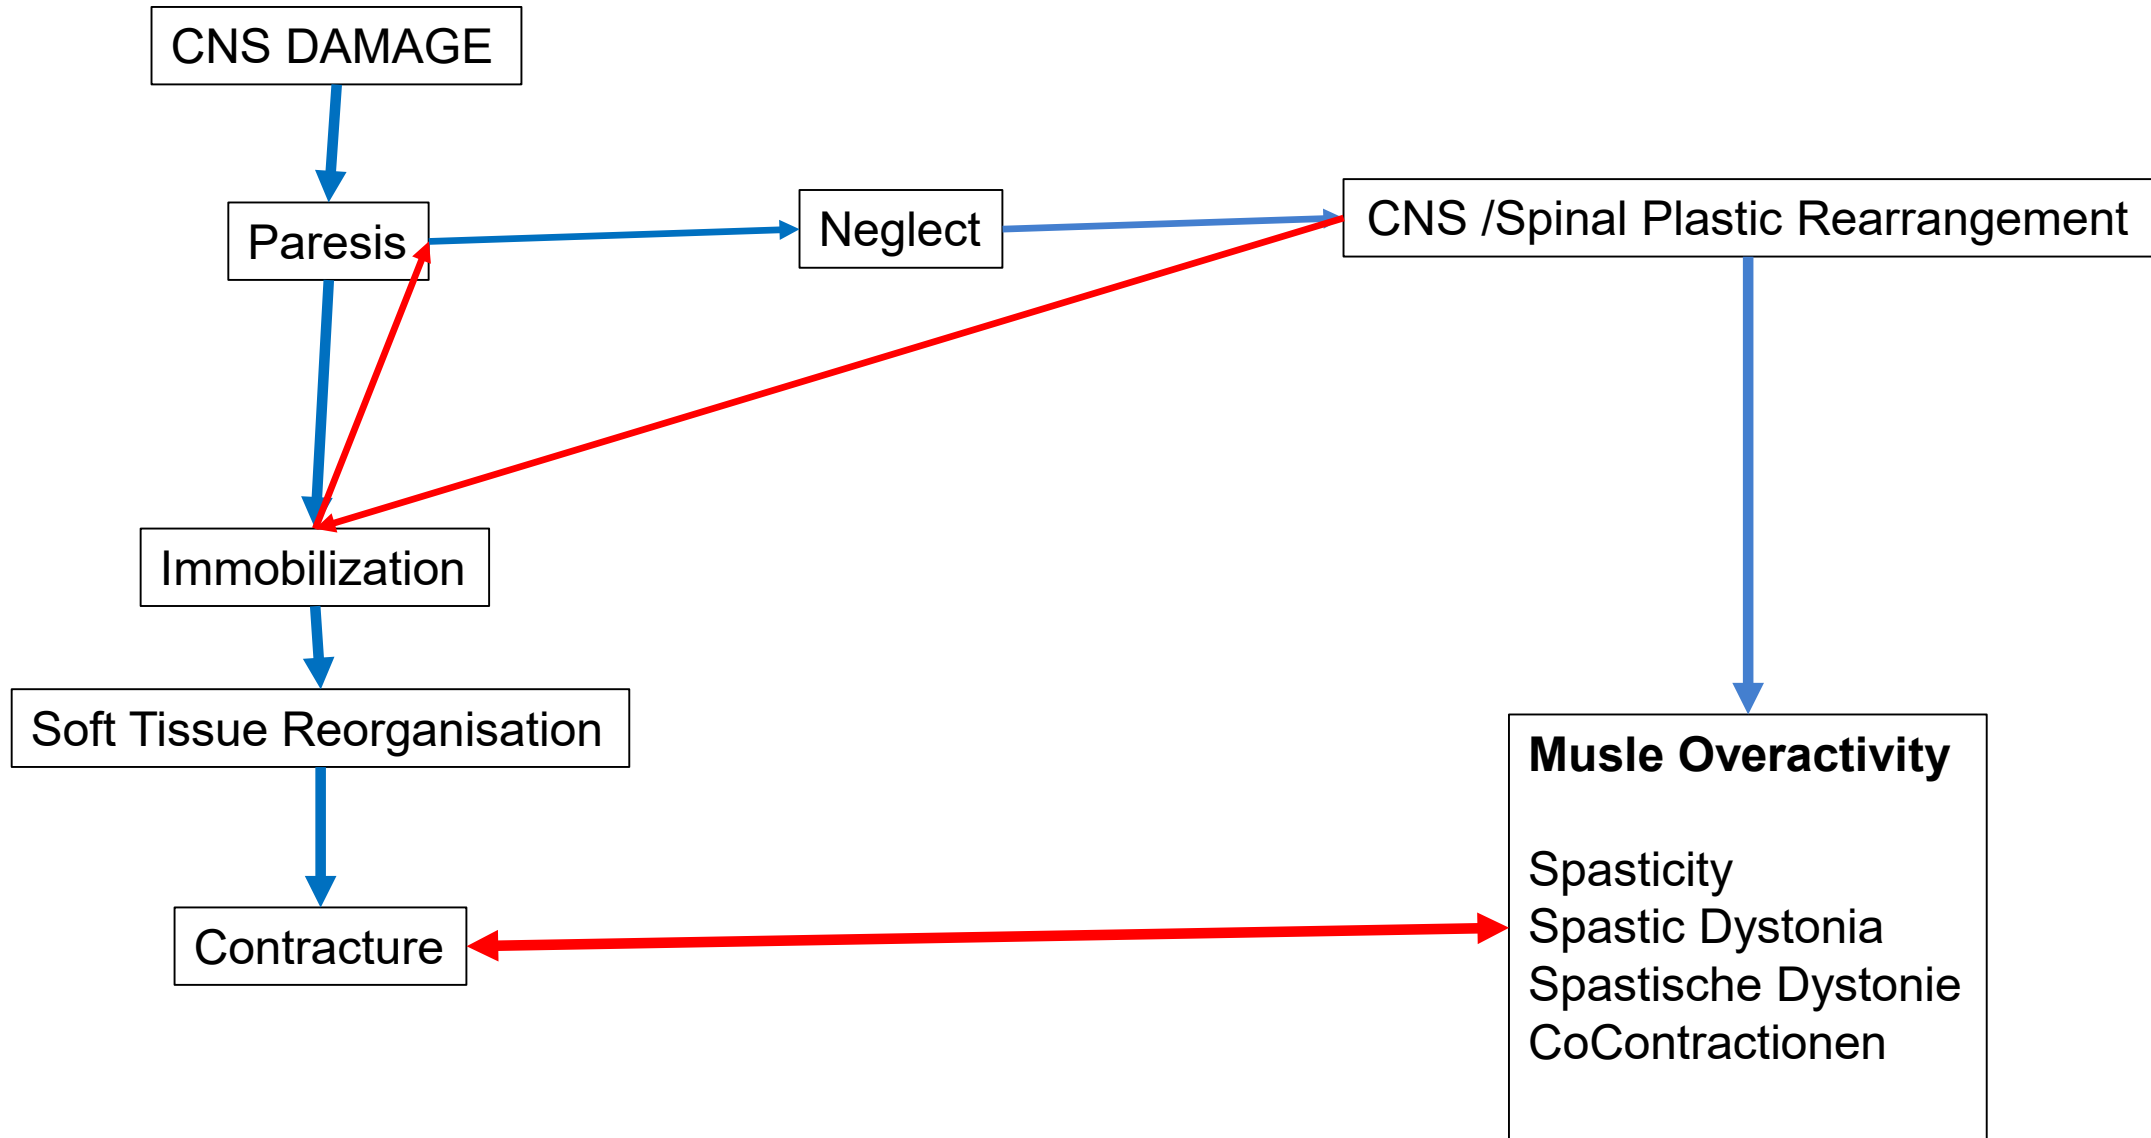 CNS DAMAGE
Paresis
Neglect
CNS /Spinal Plastic Rearrangement
Immobilization
Soft Tissue Reorganisation
Contracture
Musle Overactivity
Spasticity
Spastic Dystonia
Spastische Dystonie
CoContractionen